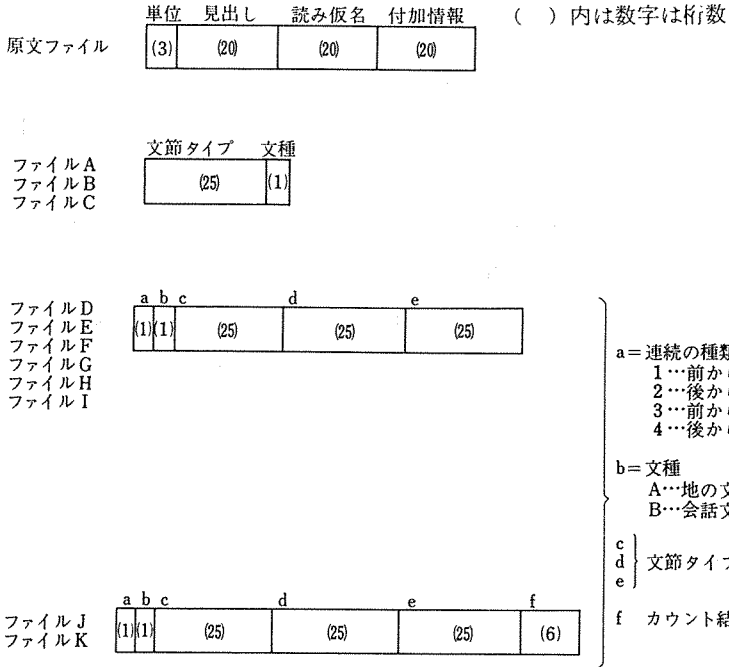 単位 見出し 読み仮名 付加情報 ( )内は数字は桁数
原文ファイル (3) (20) (20) (20)
文節タイプ 文種
ファイルA
ファイルB (25) (1)
ファイルC
a b c d e
ファイルD
ファイルE (1) (1) (25) (25) (25)
ファイルF
ファイルG
ファイルH
ファイルI
a=連続の種類
1…前か
2…後か
3…前か
4…後か
b=文種
A…地の文
B…会話文
c
d 文節タイプ
e
f カウント結
a b c d e f
ファイルJ (1) (1) (25) (25) (25) (6)
ファイルK